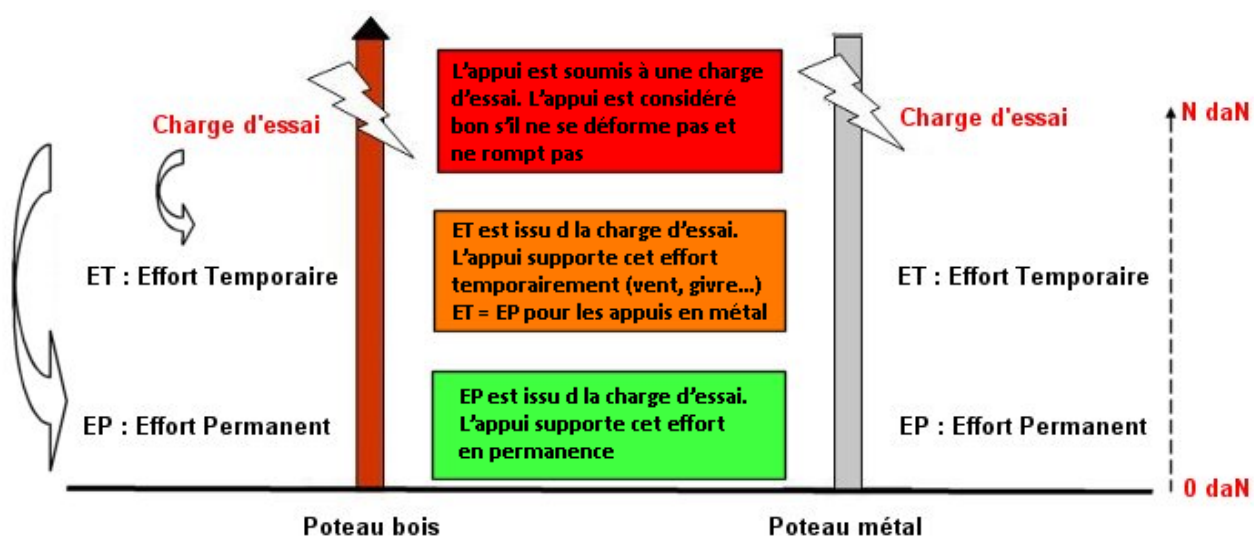 L'appui est soumis à une charge
d'essai. L'appui est considéré
bon s'il ne se déforme pas et
ne rompt pas
Charge d'essai
Charge d'essai
N daN
ET est issu d la charge d'essai.
L'appui supporte cet effort
temporairement (vent, givre...)
ET = EP pour les appuis en métal
ET : Effort Temporaire
ET : Effort Temporaire
EP est issu d la charge d'essai.
L'appui supporte cet effort
en permanence
EP : Effort Permanent
EP : Effort Permanent
0 daN
Poteau bois
Poteau métal